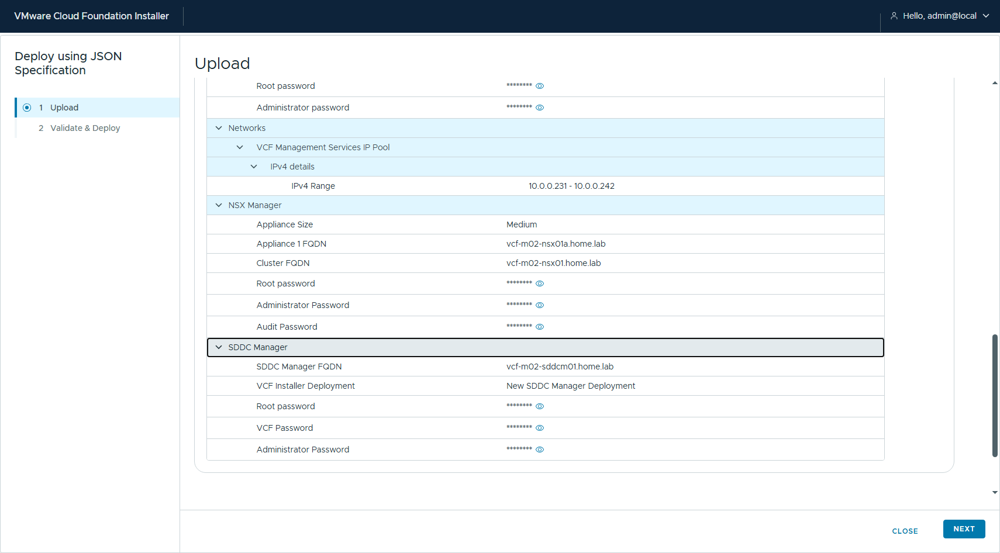 VMware Cloud Foundation Installer
Hello, admin@local
Deploy using JSON
Specification
1 Upload
2 Validate & Deploy
Upload
Root password ********
Administrator password ********
Networks
VCF Management Services IP Pool
IPv4 details
IPv4 Range 10.0.0.231 - 10.0.0.242
NSX Manager
Appliance Size Medium
Appliance 1 FQDN vcf-m02-nsx01a.home.lab
Cluster FQDN vcf-m02-nsx01.home.lab
Root password ********
Administrator Password ********
Audit Password ********
SDDC Manager
SDDC Manager FQDN vcf-m02-sddcm01.home.lab
VCF Installer Deployment New SDDC Manager Deployment
Root password ********
VCF Password ********
Administrator Password ********
CLOSE
NEXT